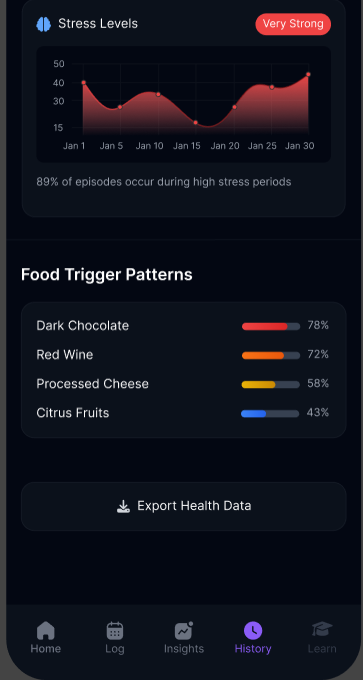 Stress Levels
Very Strong
50
40
30
15
Jan 1 Jan 5 Jan 10 Jan 15 Jan 20 Jan 25 Jan 30
89% of episodes occur during high stress periods
Food Trigger Patterns
Dark Chocolate 78%
Red Wine 72%
Processed Cheese 58%
Citrus Fruits 43%
Export Health Data
Home Log Insights History Learn